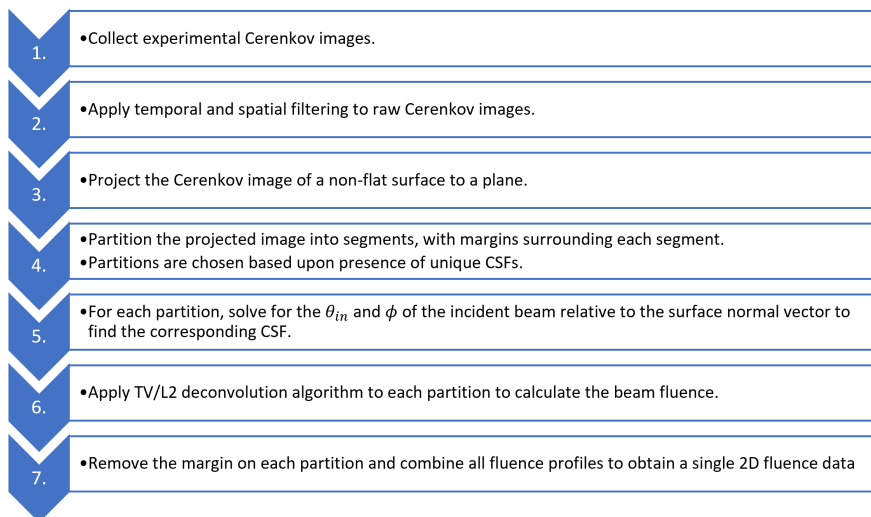 1.
•Collect experimental Cerenkov images.
2.
•Apply temporal and spatial filtering to raw Cerenkov images.
3.
•Project the Cerenkov image of a non-flat surface to a plane.
4.
•Partition the projected image into segments, with margins surrounding each segment.
•Partitions are chosen based upon presence of unique CSFs.
5.
•For each partition, solve for the θ_in and ϕ of the incident beam relative to the surface normal vector to
find the corresponding CSF.
6.
•Apply TV/L2 deconvolution algorithm to each partition to calculate the beam fluence.
7.
•Remove the margin on each partition and combine all fluence profiles to obtain a single 2D fluence data